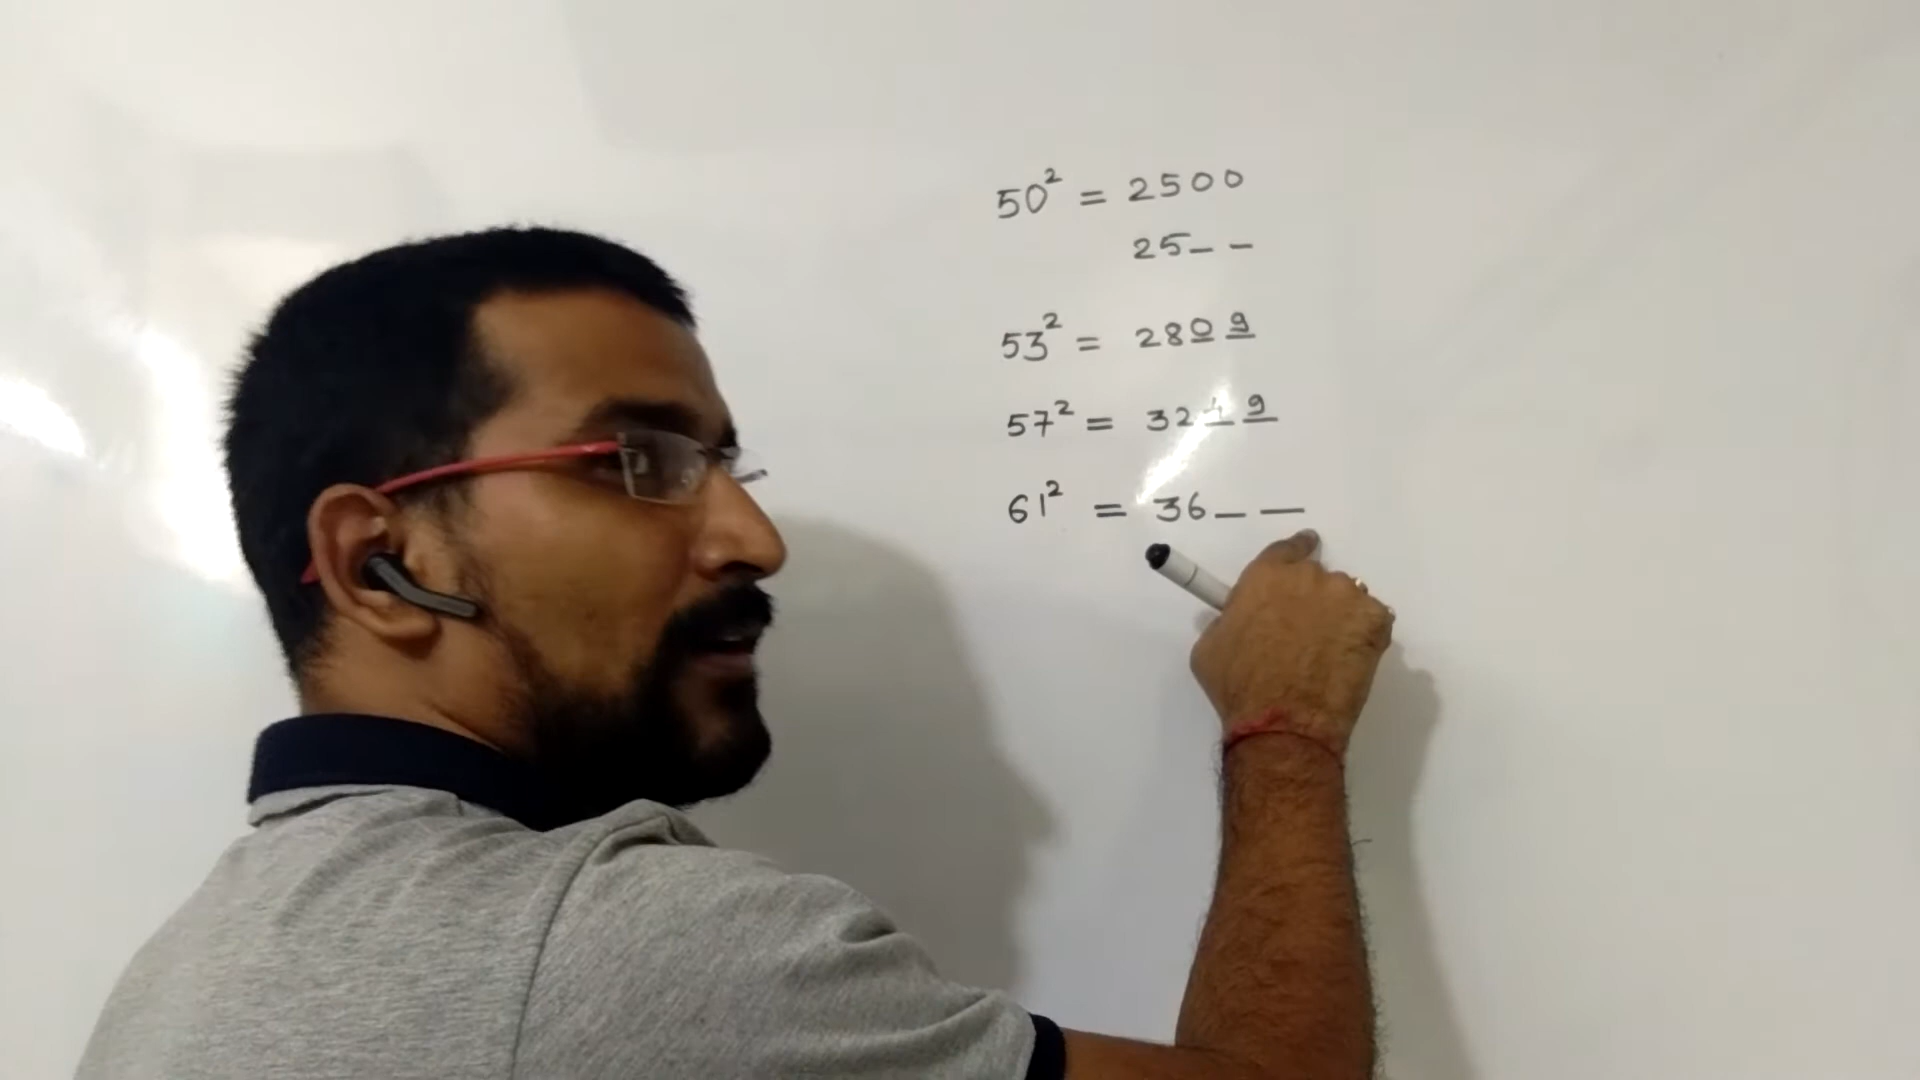 50² = 2500
25_ _
53² = 2809
57² = 3249
61² = 36_ _